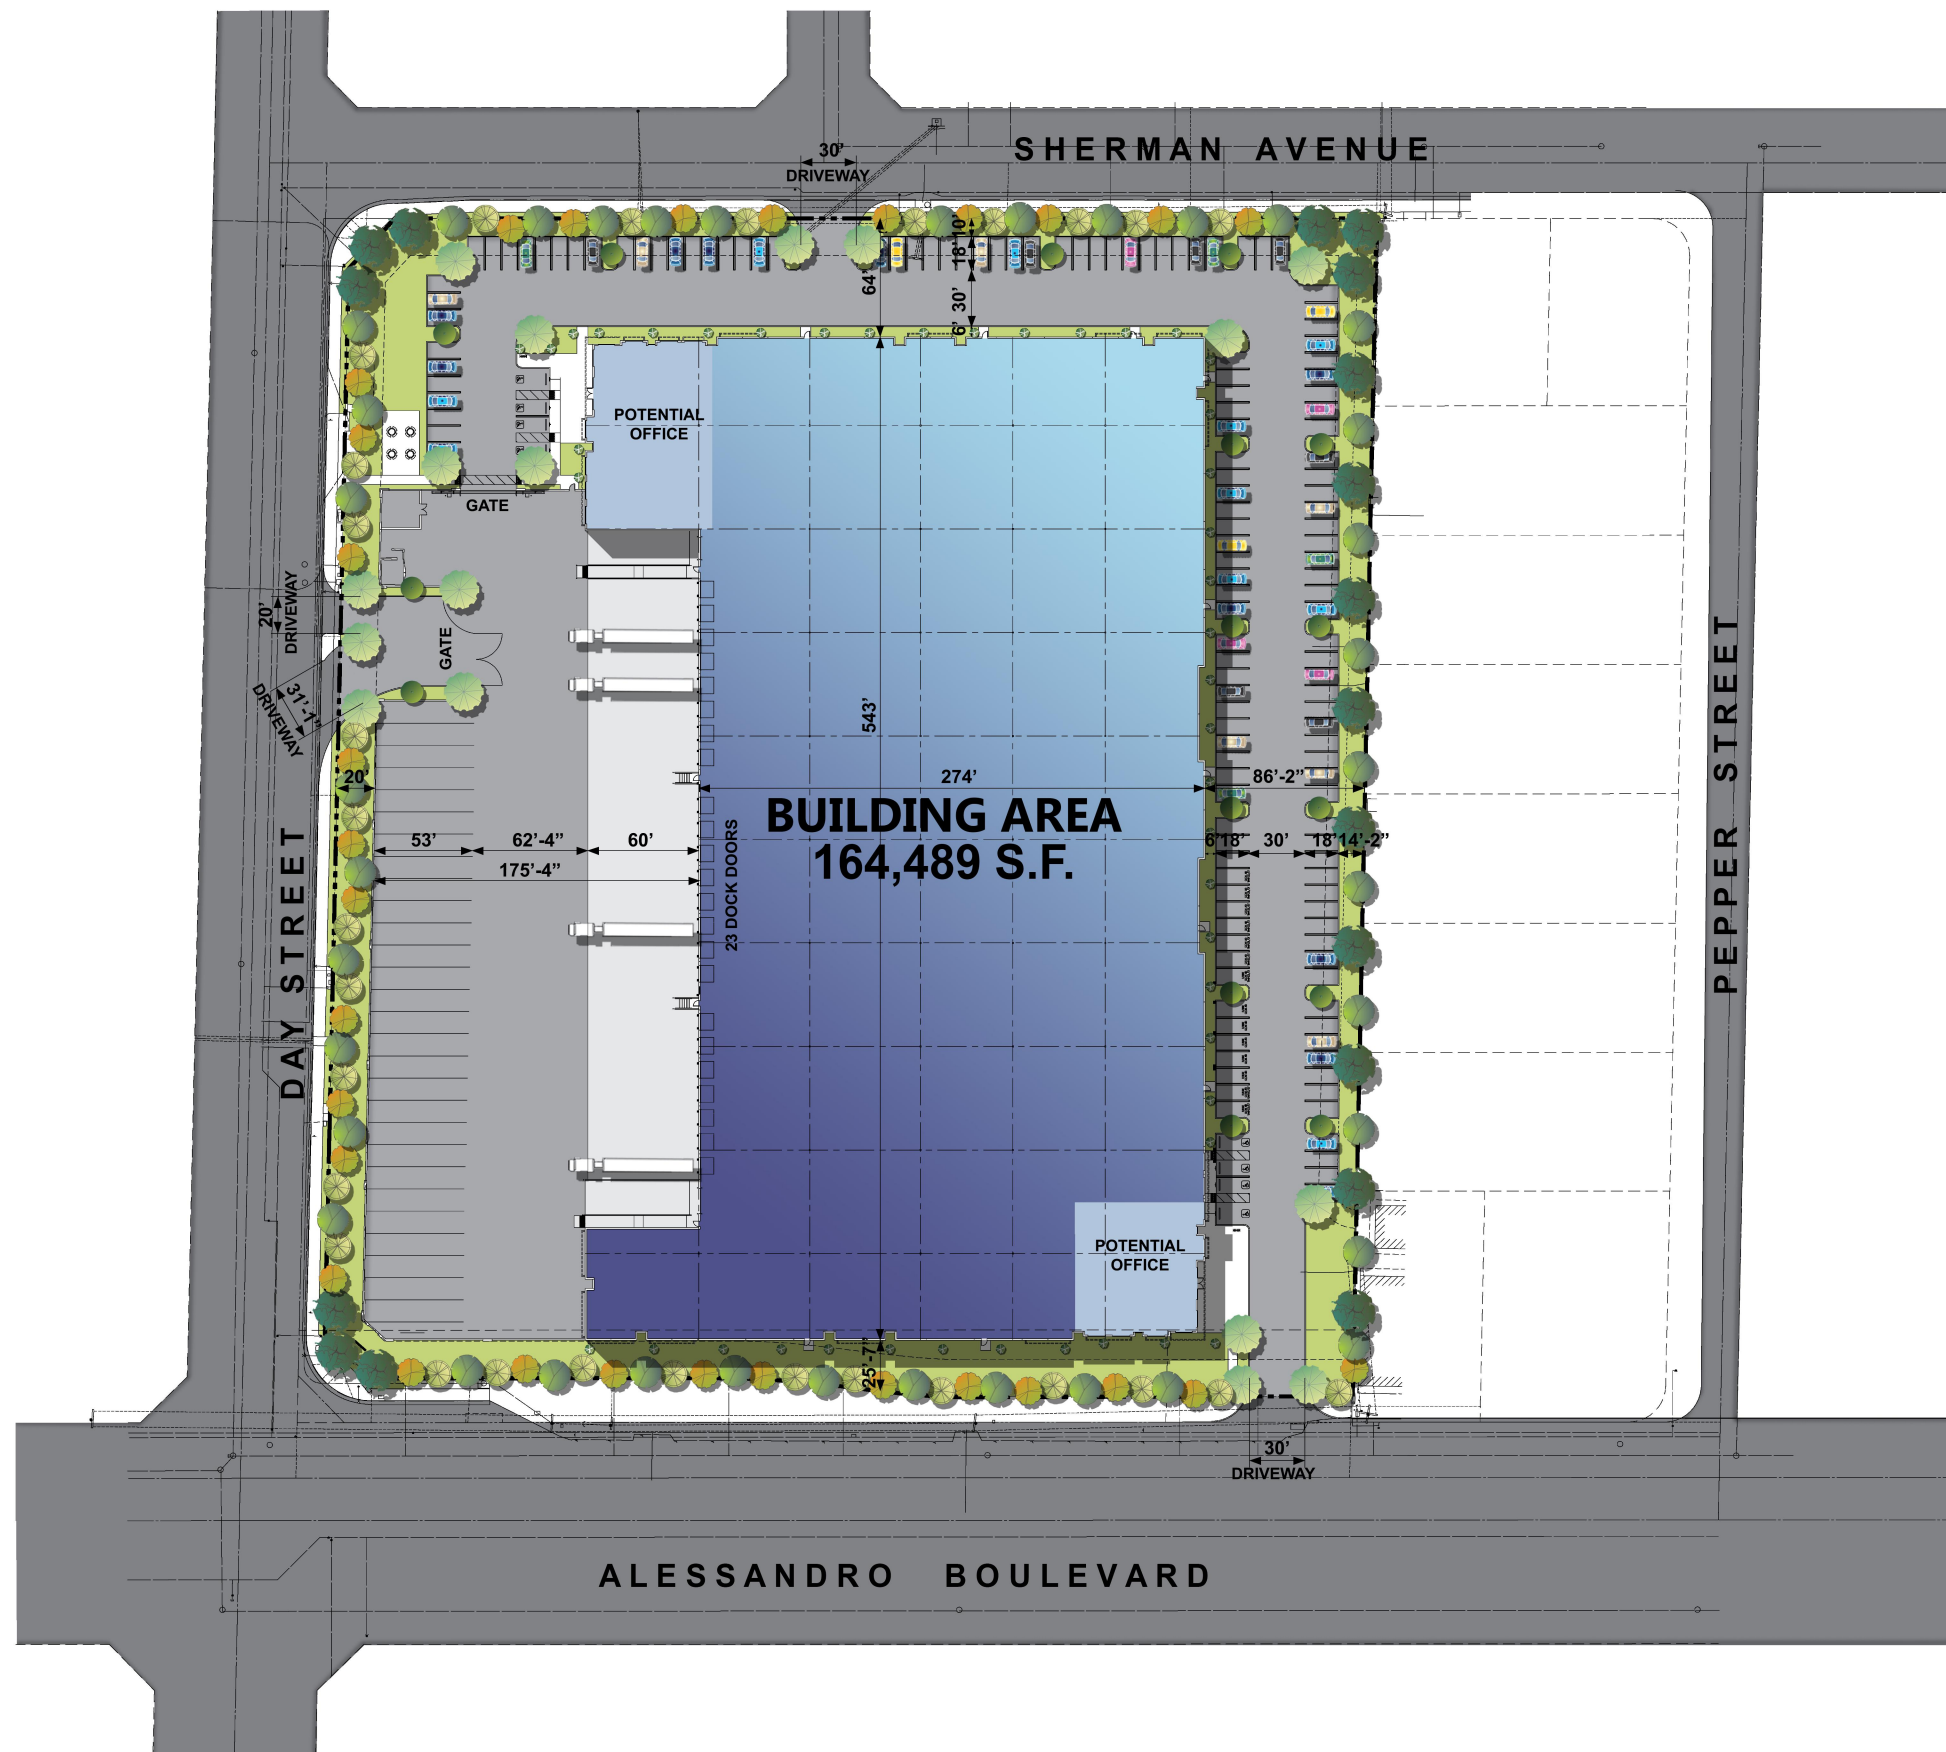 SHERMAN AVENUE
30'
DRIVEWAY
10'
18'
64'
30'
6'
POTENTIAL
OFFICE
GATE
20'
DRIVEWAY
GATE
31'-1"
DRIVEWAY
543'
20'
274'
86'-2"
BUILDING AREA
164,489 S.F.
53'
62'-4"
60'
175'-4"
23 DOCK DOORS
6'
18'
30'
18'
14'-2"
DAY STREET
PEPPER STREET
POTENTIAL
OFFICE
25'-7"
30'
DRIVEWAY
ALESSANDRO BOULEVARD